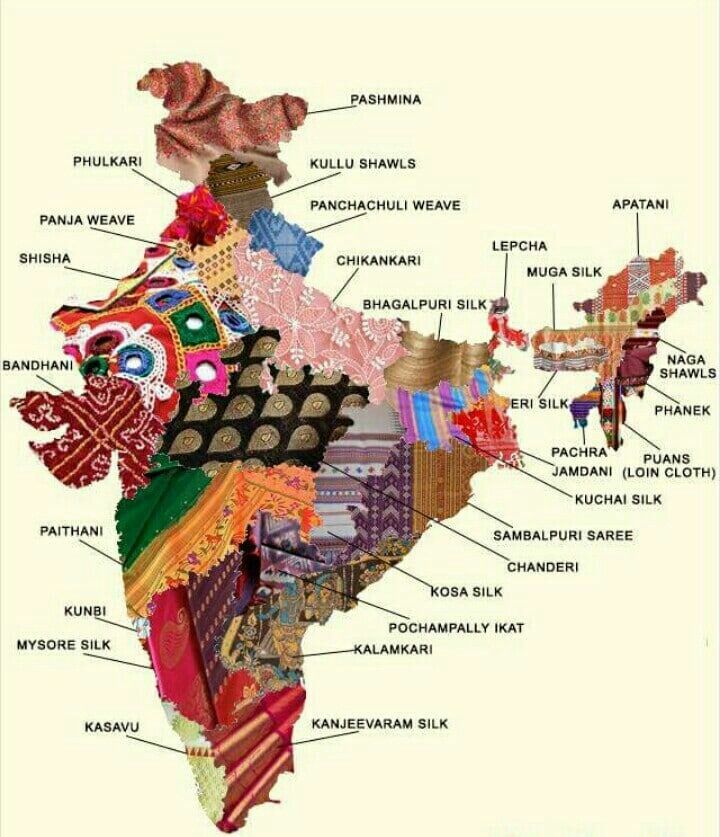 PASHMINA
PHULKARI
KULLU SHAWLS
PANJA WEAVE
PANCHACHULI WEAVE
APATANI
SHISHA
CHIKANKARI
LEPCHA
MUGA SILK
BHAGALPURI SILK
BANDHANI
NAGA
SHAWLS
ERI SILK
PHANEK
PACHRA
PUANS
(LOIN CLOTH)
JAMDANI
KUCHAI SILK
PAITHANI
SAMBALPURI SAREE
CHANDERI
KOSA SILK
KUNBI
POCHAMPALLY IKAT
MYSORE SILK
KALAMKARI
KASAVU
KANJEEVARAM SILK